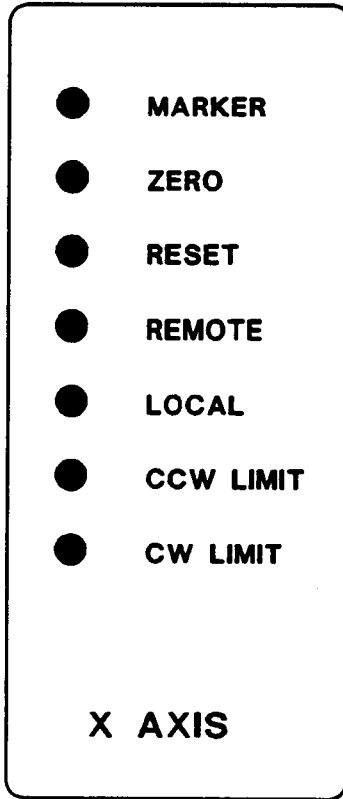 MARKER
ZERO
RESET
REMOTE
LOCAL
CCW LIMIT
CW LIMIT
X AXIS